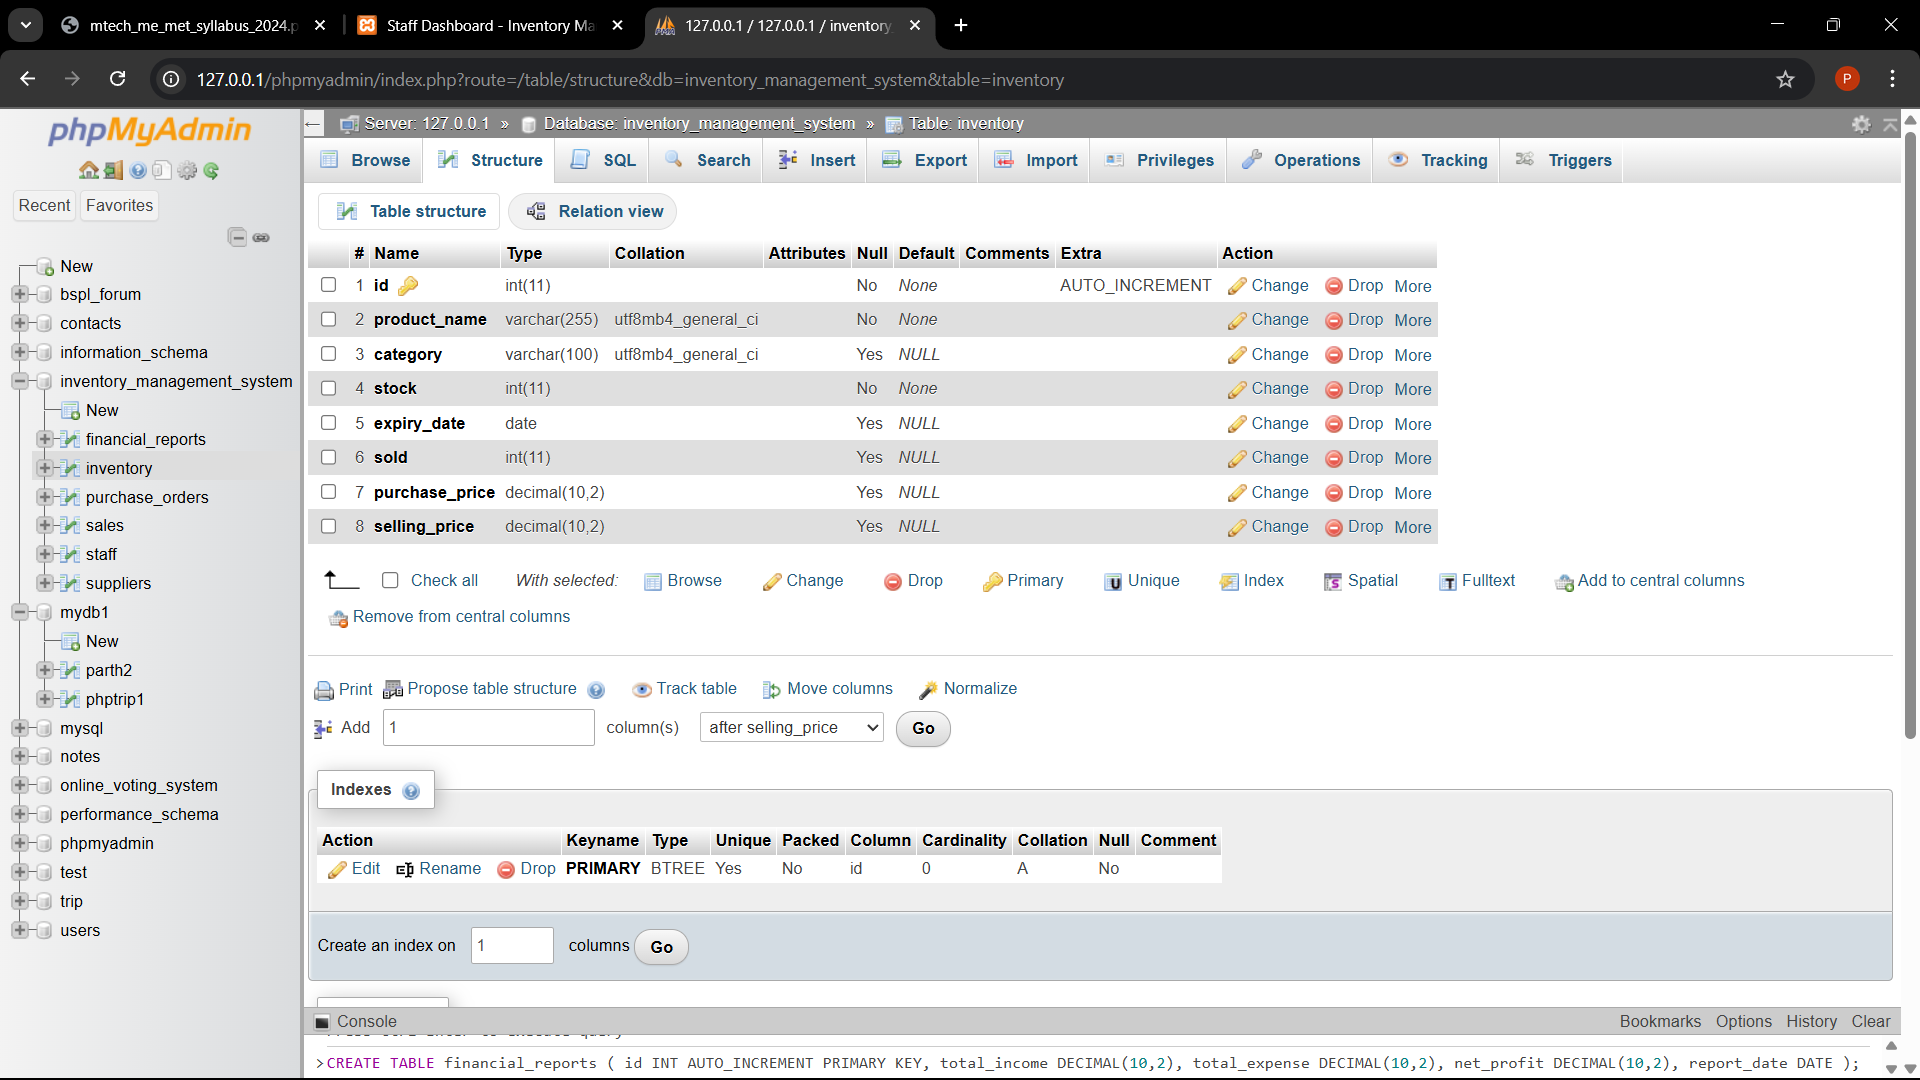 mtech_me_met_syllabus_2024.p
Staff Dashboard - Inventory Ma
127.0.0.1 / 127.0.0.1 / inventory_
127.0.0.1/phpmyadmin/index.php?route=/table/structure&db=inventory_management_system&table=inventory
P
phpMyAdmin
Recent Favorites
New
bspl_forum
contacts
information_schema
inventory_management_system
New
financial_reports
inventory
purchase_orders
sales
staff
suppliers
mydb1
New
parth2
phptrip1
mysql
notes
online_voting_system
performance_schema
phpmyadmin
test
trip
users
Server: 127.0.0.1 » Database: inventory_management_system » Table: inventory
Browse Structure SQL Search Insert Export Import Privileges Operations Tracking Triggers
Table structure Relation view
# Name Type Collation Attributes Null Default Comments Extra Action
1 id int(11) No None AUTO_INCREMENT Change Drop More
2 product_name varchar(255) utf8mb4_general_ci No None Change Drop More
3 category varchar(100) utf8mb4_general_ci Yes NULL Change Drop More
4 stock int(11) No None Change Drop More
5 expiry_date date Yes NULL Change Drop More
6 sold int(11) Yes NULL Change Drop More
7 purchase_price decimal(10,2) Yes NULL Change Drop More
8 selling_price decimal(10,2) Yes NULL Change Drop More
Check all With selected: Browse Change Drop Primary Unique Index Spatial Fulltext Add to central columns
Remove from central columns
Print Propose table structure Track table Move columns Normalize
Add 1 column(s) after selling_price Go
Indexes
Action Keyname Type Unique Packed Column Cardinality Collation Null Comment
Edit Rename Drop PRIMARY BTREE Yes No id 0 A No
Create an index on 1 columns Go
Console Bookmarks Options History Clear
>CREATE TABLE financial_reports ( id INT AUTO_INCREMENT PRIMARY KEY, total_income DECIMAL(10,2), total_expense DECIMAL(10,2), net_profit DECIMAL(10,2), report_date DATE );